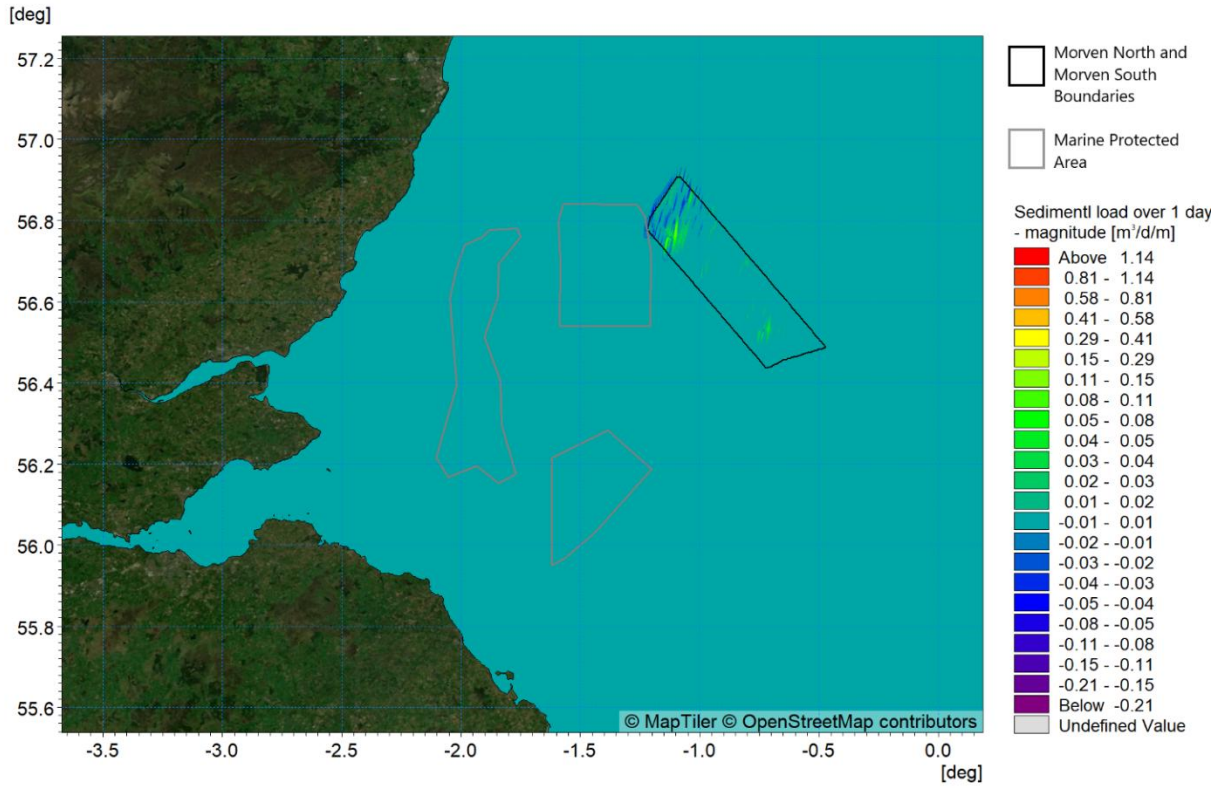 [deg]
57.2
57.0
56.8
56.6
56.4
56.2
56.0
55.8
55.6
-3.5 -3.0 -2.5 -2.0 -1.5 -1.0 -0.5 0.0
[deg]
© MapTiler © OpenStreetMap contributors
Morven North and
Morven South
Boundaries
Marine Protected
Area
Sedimentl load over 1 day
- magnitude [m³/d/m]
Above 1.14
0.81 - 1.14
0.58 - 0.81
0.41 - 0.58
0.29 - 0.41
0.15 - 0.29
0.11 - 0.15
0.08 - 0.11
0.05 - 0.08
0.04 - 0.05
0.03 - 0.04
0.02 - 0.03
0.01 - 0.02
-0.01 - 0.01
-0.02 - -0.01
-0.03 - -0.02
-0.04 - -0.03
-0.05 - -0.04
-0.08 - -0.05
-0.11 - -0.08
-0.15 - -0.11
-0.21 - -0.15
Below -0.21
Undefined Value